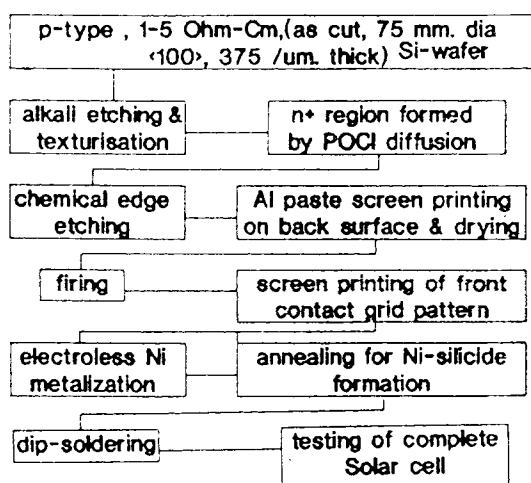 p-type , 1-5 Ohm-Cm,(as cut, 75 mm. dia
‹100›, 375 /um. thick) Si-wafer
alkali etching &
texturisation
n+ region formed
by POCl diffusion
chemical edge
etching
Al paste screen printing
on back surface & drying
firing
screen printing of front
contact grid pattern
electroless Ni
metalization
annealing for Ni-silicide
formation
dip-soldering
testing of complete
Solar cell